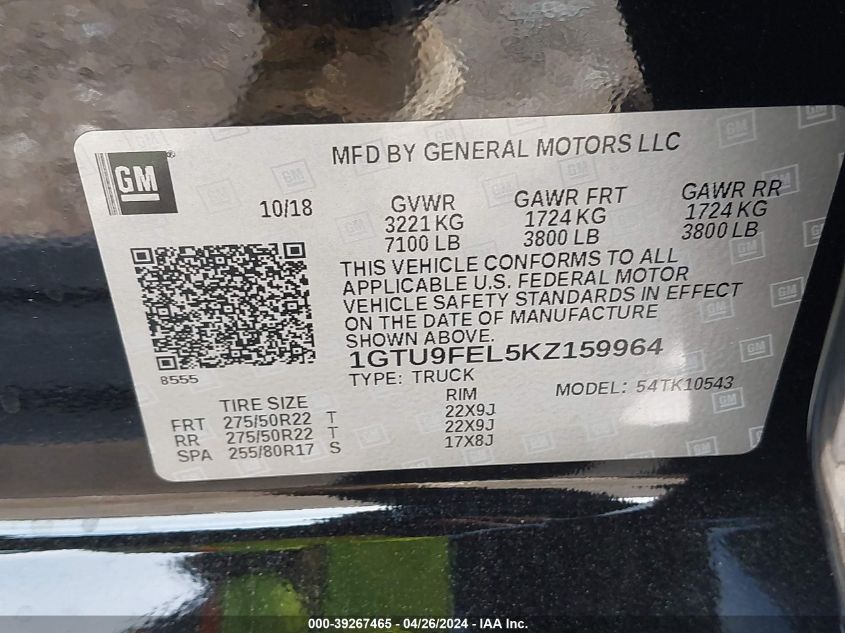 MFD BY GENERAL MOTORS LLC
GM®
10/18
GVWR GAWR FRT GAWR RR
3221 KG 1724 KG 1724 KG
7100 LB 3800 LB 3800 LB
THIS VEHICLE CONFORMS TO ALL
APPLICABLE U.S. FEDERAL MOTOR
VEHICLE SAFETY STANDARDS IN EFFECT
ON THE DATE OF MANUFACTURE
SHOWN ABOVE.
1GTU9FEL5KZ159964
8555
TYPE: TRUCK MODEL: 54TK10543
TIRE SIZE RIM
FRT 275/50R22 T 22X9J
RR 275/50R22 T 22X9J
SPA 255/80R17 S 17X8J
000-39267465 - 04/26/2024 - IAA Inc.